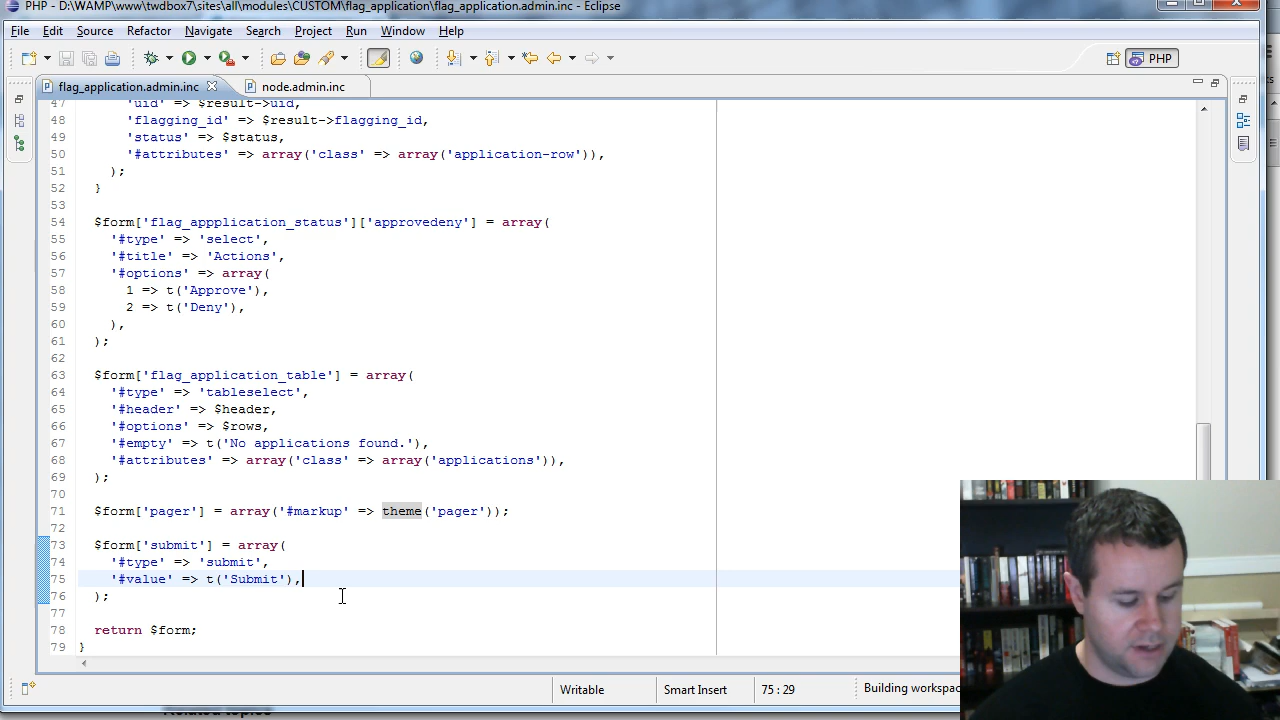 PHP - D:\WAMP\www\twdbox7\sites\all\modules\CUSTOM\flag_application\flag_application.admin.inc - Eclipse
File Edit Source Refactor Navigate Search Project Run Window Help
PHP
flag_application.admin.inc node.admin.inc
47 'uid' => $result->uid,
48 'flagging_id' => $result->flagging_id,
49 'status' => $status,
50 '#attributes' => array('class' => array('application-row')),
51 );
52 }
53
54 $form['flag_appplication_status']['approvedeny'] = array(
55 '#type' => 'select',
56 '#title' => 'Actions',
57 '#options' => array(
58 1 => t('Approve'),
59 2 => t('Deny'),
60 ),
61 );
62
63 $form['flag_application_table'] = array(
64 '#type' => 'tableselect',
65 '#header' => $header,
66 '#options' => $rows,
67 '#empty' => t('No applications found.'),
68 '#attributes' => array('class' => array('applications')),
69 );
70
71 $form['pager'] = array('#markup' => theme('pager'));
72
73 $form['submit'] = array(
74 '#type' => 'submit',
75 '#value' => t('Submit'),
76 );
77
78 return $form;
79 }
Writable Smart Insert 75 : 29 Building workspac